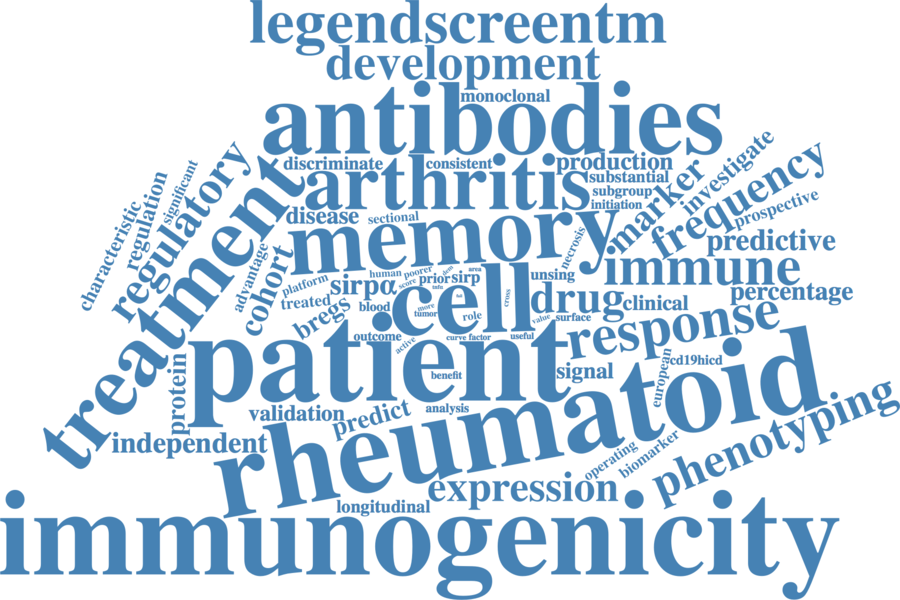 legendscreentm
development
monoclonal
antibodies
discriminate
consistent
production
substantial
subgroup
initiation
arthritis
marker
investigate
frequency
prospective
predictive
percentage
significant
regulation
characteristic
regulatory
treatment
disease
sectional
memory
necrosis
immune
advantage
cohort
platform
treated
human
poorer
score
prior
sirp
area
sirpα
blood
bregs
cell
cross
unsing
drug
clinical
more
tumor
role
value
surface
outcome
active
curve
factor
useful
response
patient
benefit
signal
european
cd19hicd
protein
validation
predict
analysis
independent
rheumatoid
operating
biomarker
phenotyping
expression
longitudinal
immunogenicity